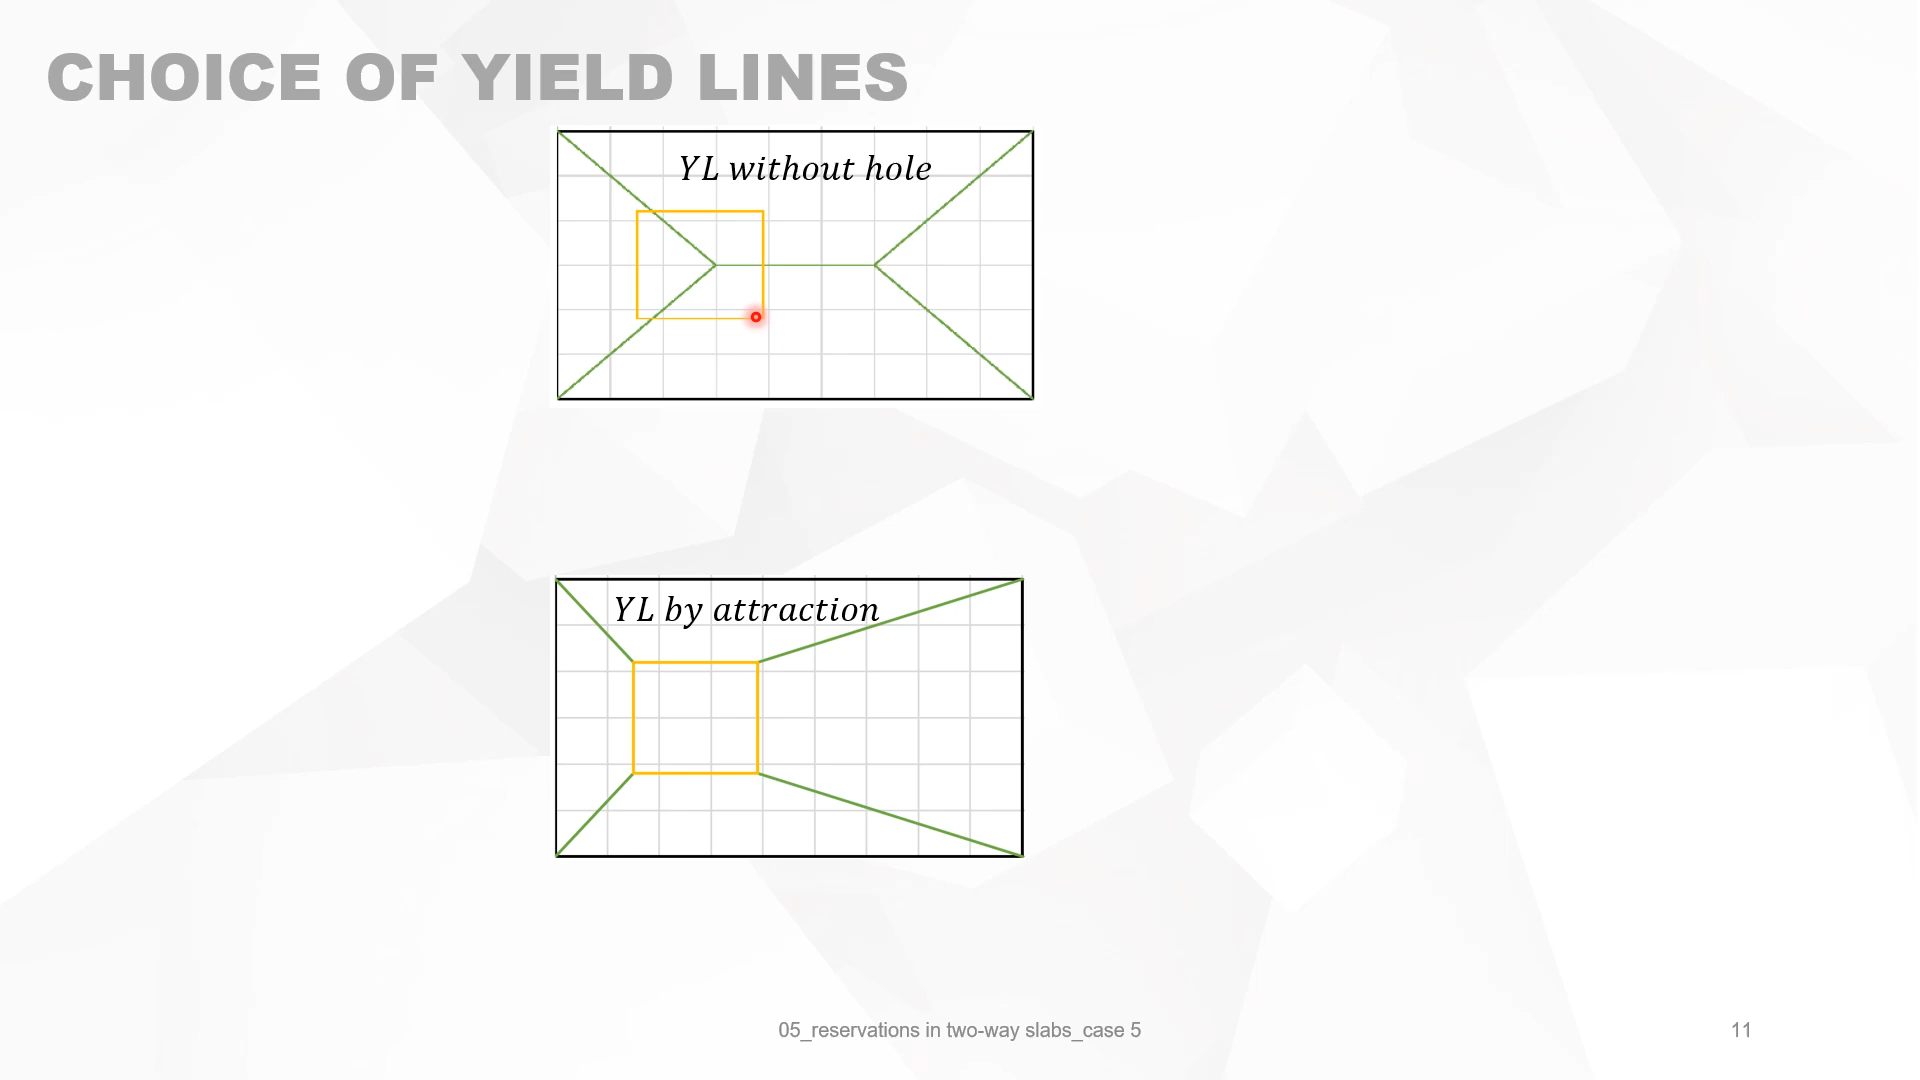 CHOICE OF YIELD LINES
YL without hole
YL by attraction
05_reservations in two-way slabs_case 5
11